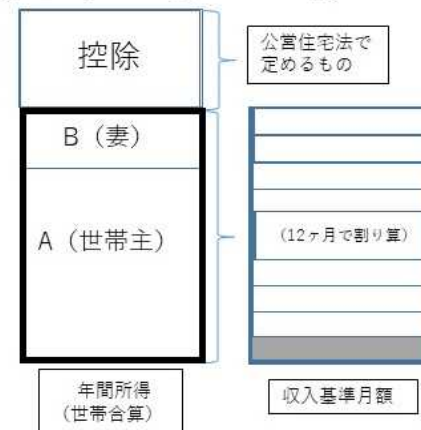 控除
公営住宅法で
定めるもの
B（妻）
A（世帯主）
(12ヶ月で割り算)
年間所得
(世帯合算)
収入基準月額